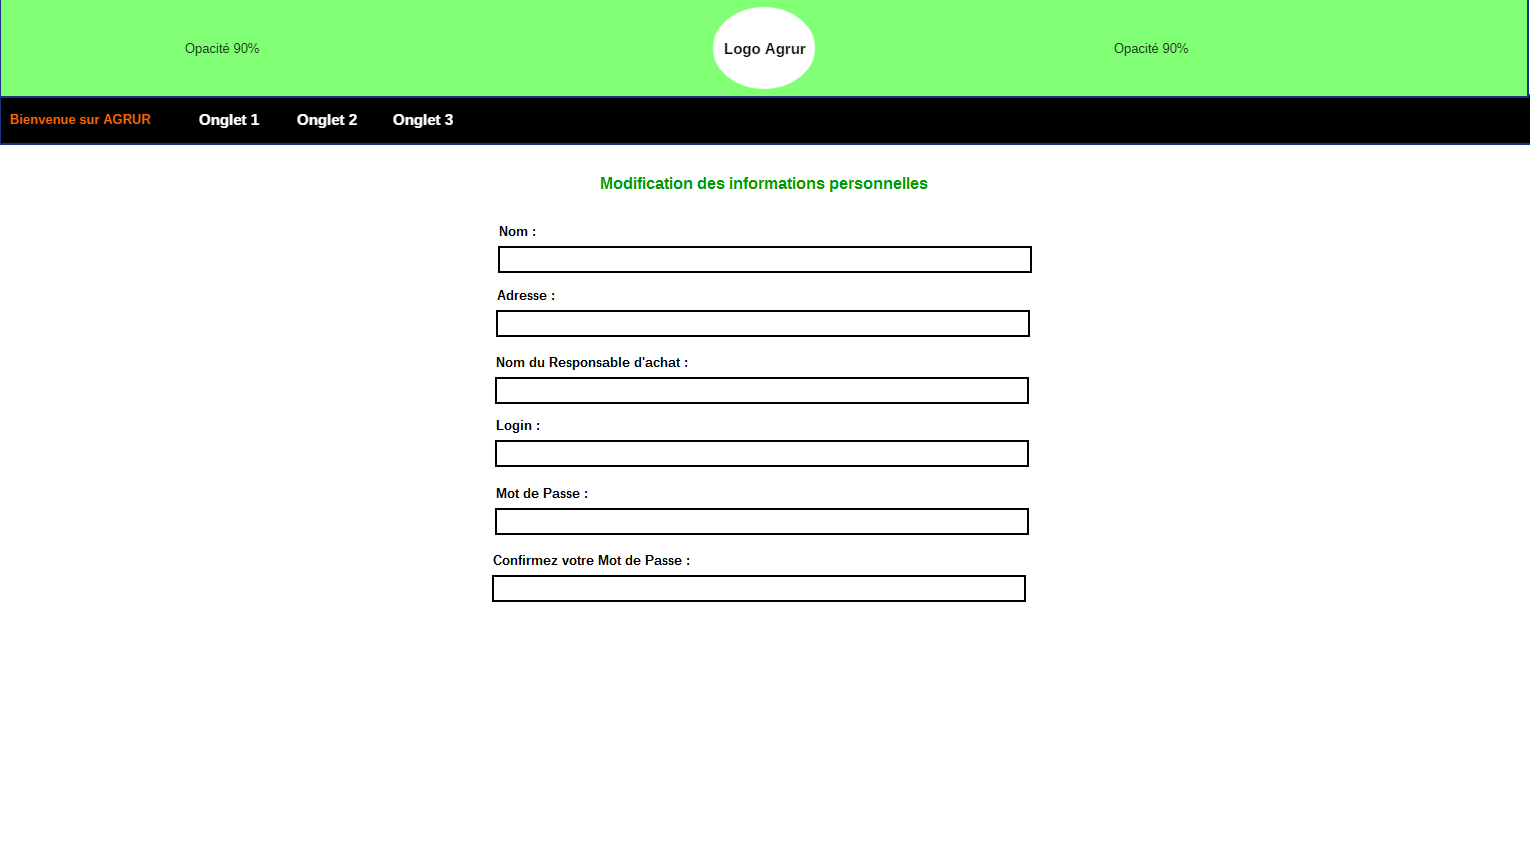 Opacité 90%
Logo Agrur
Opacité 90%
Bienvenue sur AGRUR
Onglet 1
Onglet 2
Onglet 3
Modification des informations personnelles
Nom :
Adresse :
Nom du Responsable d'achat :
Login :
Mot de Passe :
Confirmez votre Mot de Passe :